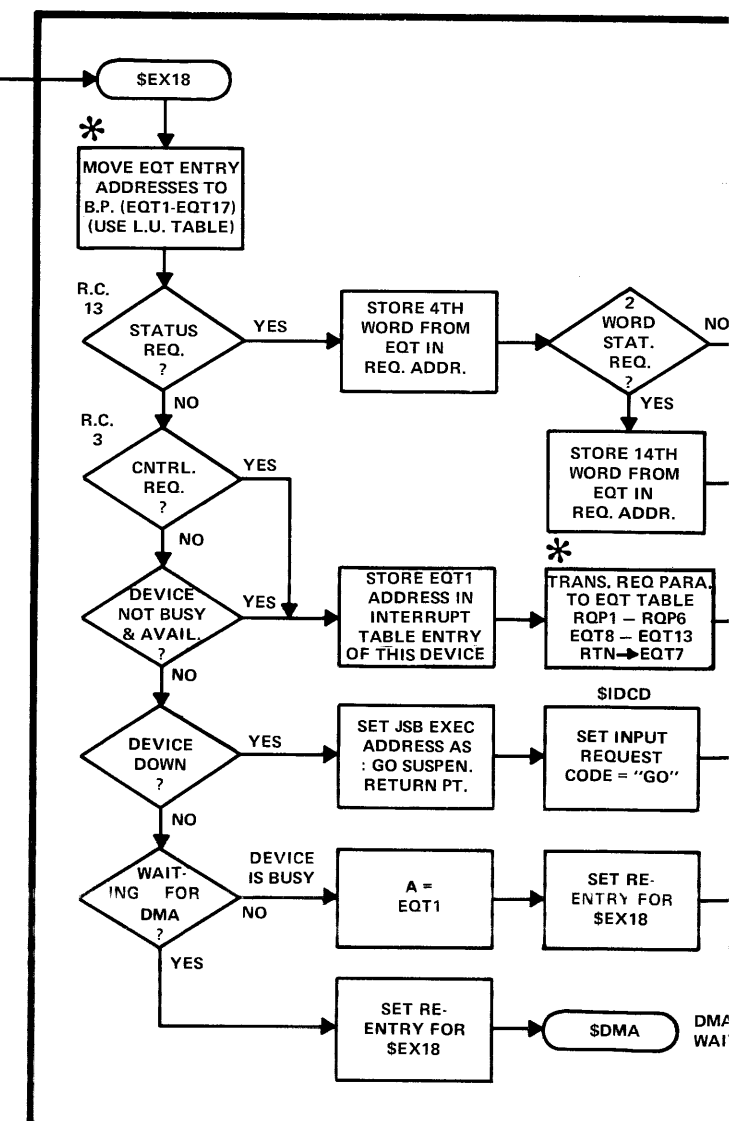 $EX18
MOVE EQT ENTRY
ADDRESSES TO
B.P. (EQT1-EQT17)
(USE L.U. TABLE)
R.C.
13
STATUS
REQ.
?
YES
NO
STORE 4TH
WORD FROM
EQT IN
REQ. ADDR.
2
WORD
STAT.
REQ.
?
NO
YES
R.C.
3
CNTRL.
REQ.
?
YES
NO
STORE 14TH
WORD FROM
EQT IN
REQ. ADDR.
DEVICE
NOT BUSY
& AVAIL.
?
YES
NO
STORE EQT1
ADDRESS IN
INTERRUPT
TABLE ENTRY
OF THIS DEVICE
TRANS. REQ PARA.
TO EQT TABLE
RQP1 – RQP6
EQT8 – EQT13
RTN→EQT7
DEVICE
DOWN
?
YES
NO
SET JSB EXEC
ADDRESS AS
: GO SUSPEN.
RETURN PT.
$IDCD
SET INPUT
REQUEST
CODE = "GO"
WAIT-
ING FOR
DMA
?
DEVICE
IS BUSY
NO
YES
A =
EQT1
SET RE-
ENTRY FOR
$EX18
SET RE-
ENTRY FOR
$EX18
$DMA
DMA